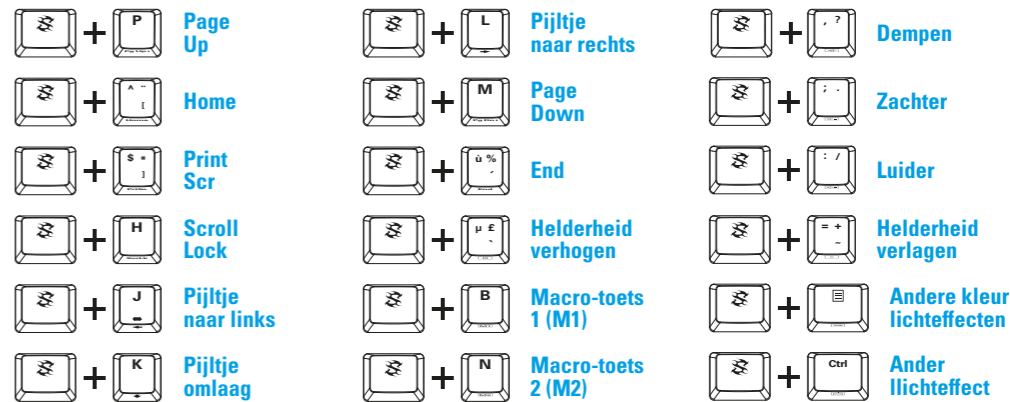 P
Page
Up
^ ¨
[
Home
$ *
]
Print
Scr
H
Scroll
Lock
J
Pijltje
naar links
K
Pijltje
omlaag
L
Pijltje
naar rechts
M
Page
Down
ù %
´
End
µ £
`
Helderheid
verhogen
B
Macro-toets
1 (M1)
N
Macro-toets
2 (M2)
, ?
Dempen
; .
Zachter
: /
Luider
= +
~
Helderheid
verlagen
Andere kleur
lichteffecten
Ctrl
Ander
llichteffect